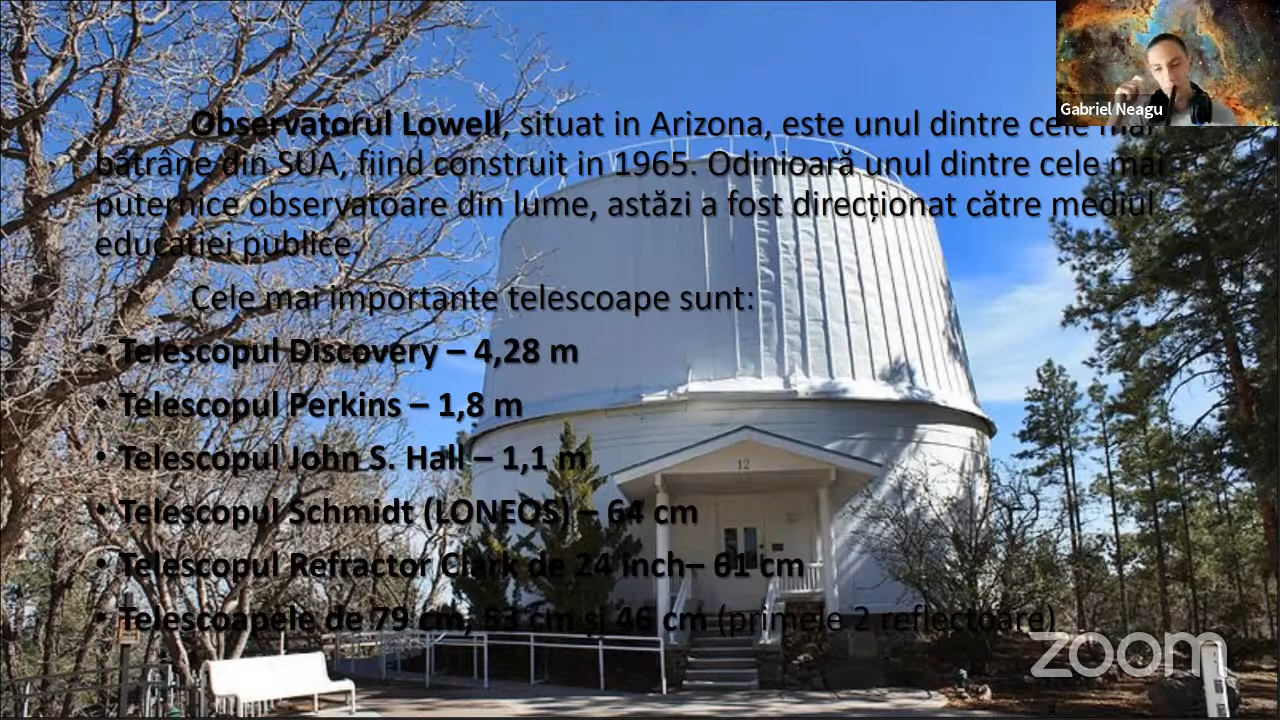 Observatorul Lowell, situat in Arizona, este unul dintre cele mai
bătrâne din SUA, fiind construit in 1965. Odinioară unul dintre cele mai
puternice observatoare din lume, astăzi a fost direcționat către mediul
educației publice.
Cele mai importante telescoape sunt:
• Telescopul Discovery – 4,28 m
• Telescopul Perkins – 1,8 m
• Telescopul John S. Hall – 1,1 m
• Telescopul Schmidt (LONEOS) – 64 cm
• Telescopul Refractor Clark de 24 inch– 61 cm
• Telescoapele de 79 cm, 53 cm și 46 cm (primele 2 reflectoare)
Gabriel Neagu
12
zoom